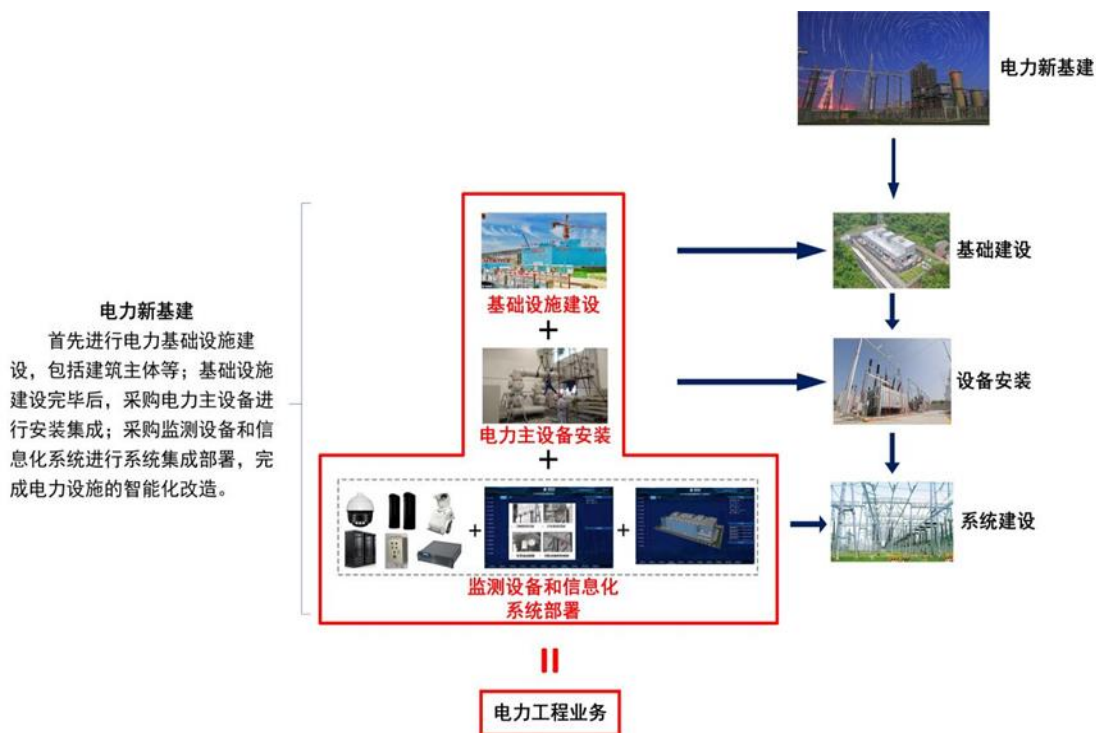 电力新基建
基础建设
设备安装
系统建设
基础设施建设
+
电力主设备安装
+
+
+
监测设备和信息化
系统部署
电力工程业务
电力新基建
首先进行电力基础设施建
设，包括建筑主体等；基础设施
建设完毕后，采购电力主设备进
行安装集成；采购监测设备和信
息化系统进行系统集成部署，完
成电力设施的智能化改造。